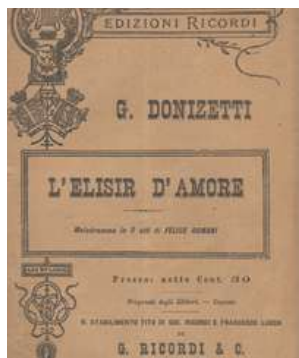 EDIZIONI RICORDI
G. DONIZETTI
L'ELISIR D'AMORE
Melodramma in 2 atti di FELICE ROMANI
Prezzo: netto Cent. 30
Proprietà degli Editori. —
R. STABILIMENTO TITO DI GIO. RICORDI E FRANCESCO LUCCA
DI
G. RICORDI & C.